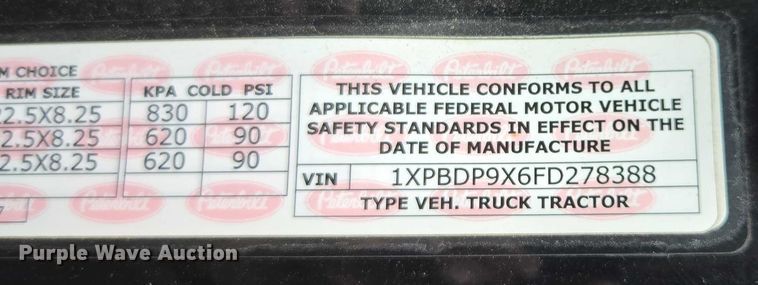 M CHOICE
RIM SIZE KPA COLD PSI
2.5X8.25 830 120
2.5X8.25 620 90
2.5X8.25 620 90
7
THIS VEHICLE CONFORMS TO ALL
APPLICABLE FEDERAL MOTOR VEHICLE
SAFETY STANDARDS IN EFFECT ON THE
DATE OF MANUFACTURE
VIN 1XPBDP9X6FD278388
TYPE VEH. TRUCK TRACTOR
Peterbilt
Purple Wave Auction